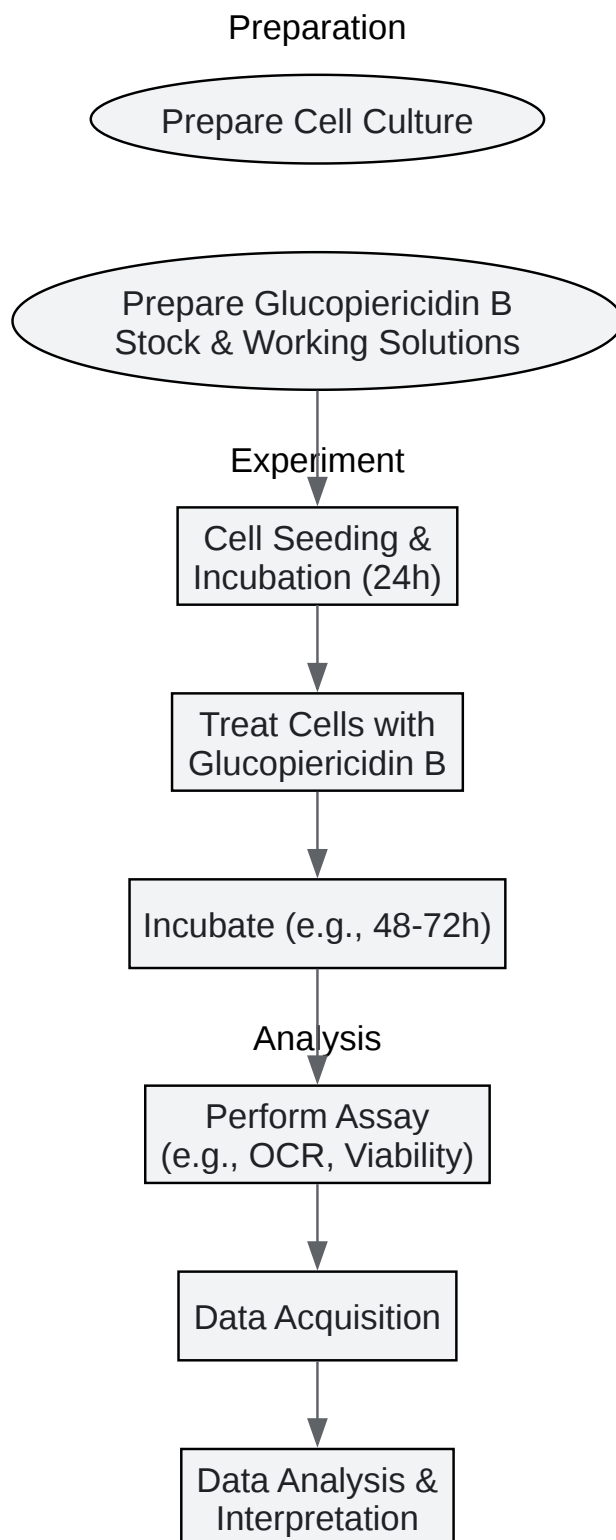 Preparation
Prepare Cell Culture
Prepare Glucopiericidin B
Stock & Working Solutions
Experiment
Cell Seeding &
Incubation (24h)
Treat Cells with
Glucopiericidin B
Incubate (e.g., 48-72h)
Analysis
Perform Assay
(e.g., OCR, Viability)
Data Acquisition
Data Analysis &
Interpretation